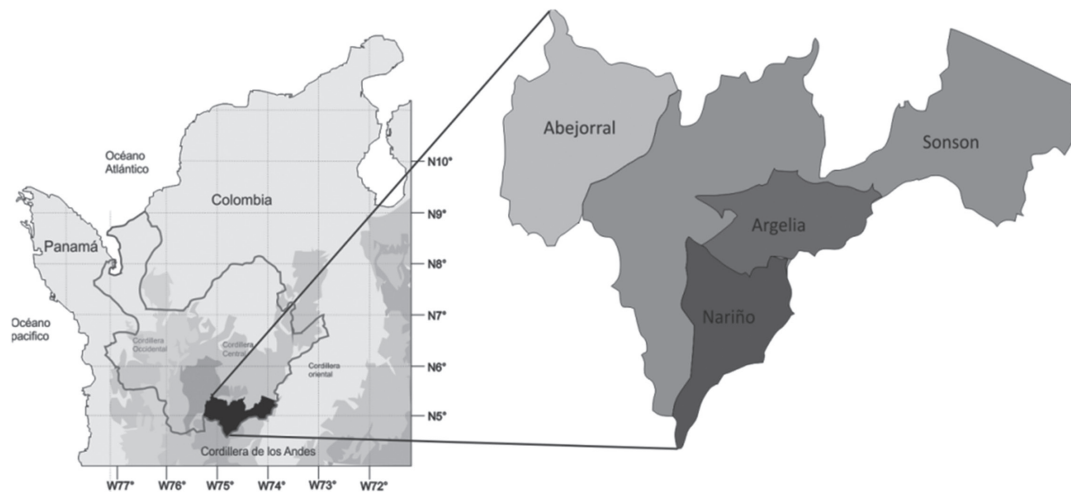 Océano
Atlántico
Colombia
Panamá
Océano
pacifico
Cordillera
Occidental
Cordillera
Central
Cordillera
oriental
Cordillera de los Andes
N10°
N9°
N8°
N7°
N6°
N5°
W77°
W76°
W75°
W74°
W73°
W72°
Abejorral
Sonson
Argelia
Nariño